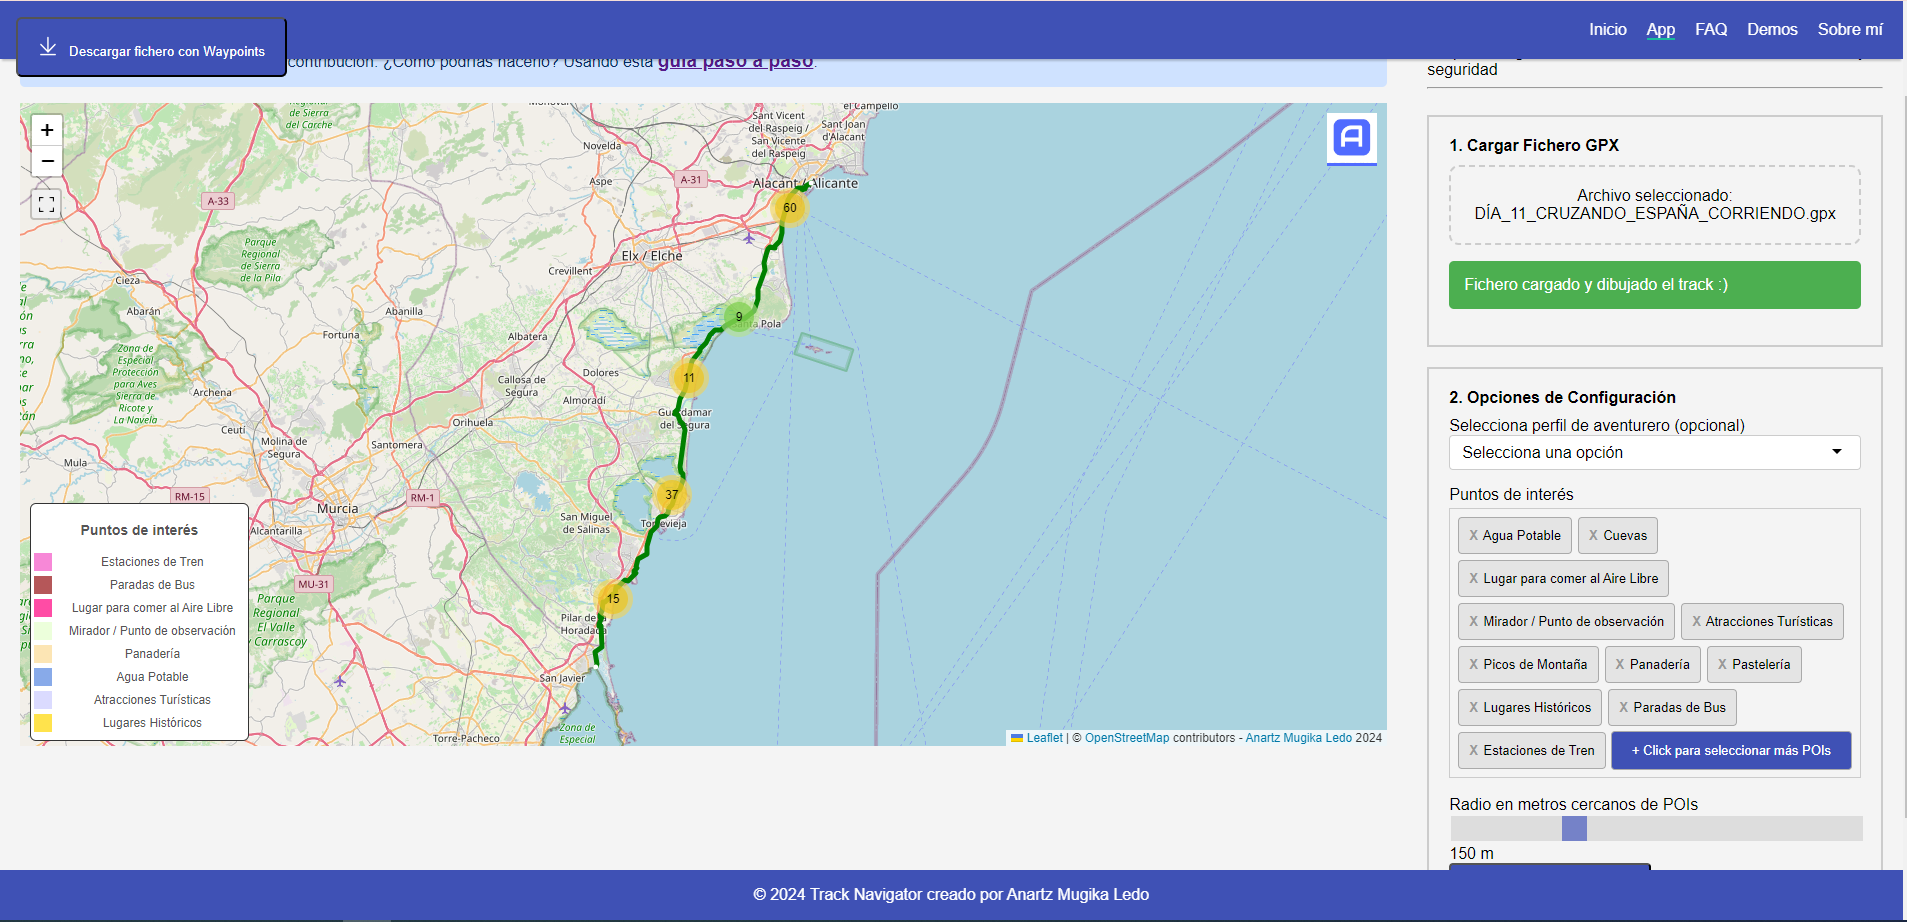 Descargar fichero con Waypoints
Inicio
App
FAQ
Demos
Sobre mí
contribución. ¿Cómo podrías hacerlo? Usando esta guía paso a paso.
seguridad
+
−
de Sierra
del Carche
el Campello
Sant Vicent
del Raspeig /
San Vicente
del Raspeig
Sant Joan
d'Alacant
Novelda
Aspe
A-31
Alacant / Alicante
A-33
60
Parque
Regional
de Sierra
de la Pila
Elx / Elche
Crevillent
Cieza
Abarán
Abanilla
Fortuna
Albatera
9
Santa Pola
Zona de
Especial
Protección
para Aves
Sierra de
Ricote y
La Navela
Archena
Callosa de
Segura
Dolores
11
Almoradí
Guardamar
del Segura
Ceutí
Molina de
Segura
Orihuela
Santomera
Mula
RM-15
RM-1
37
Murcia
San Miguel
de Salinas
Torrevieja
Alcantarilla
MU-31
15
Parque
Regional
El Valle
y Carrascoy
Pilar de la
Horadada
San Javier
Torre-Pacheco
Zona de
Especial
Puntos de interés
Estaciones de Tren
Paradas de Bus
Lugar para comer al Aire Libre
Mirador / Punto de observación
Panadería
Agua Potable
Atracciones Turísticas
Lugares Históricos
Leaflet | © OpenStreetMap contributors - Anartz Mugika Ledo 2024
1. Cargar Fichero GPX
Archivo seleccionado:
DÍA_11_CRUZANDO_ESPAÑA_CORRIENDO.gpx
Fichero cargado y dibujado el track :)
2. Opciones de Configuración
Selecciona perfil de aventurero (opcional)
Selecciona una opción
Puntos de interés
X Agua Potable
X Cuevas
X Lugar para comer al Aire Libre
X Mirador / Punto de observación
X Atracciones Turísticas
X Picos de Montaña
X Panadería
X Pastelería
X Lugares Históricos
X Paradas de Bus
X Estaciones de Tren
+ Click para seleccionar más POIs
Radio en metros cercanos de POIs
150 m
© 2024 Track Navigator creado por Anartz Mugika Ledo